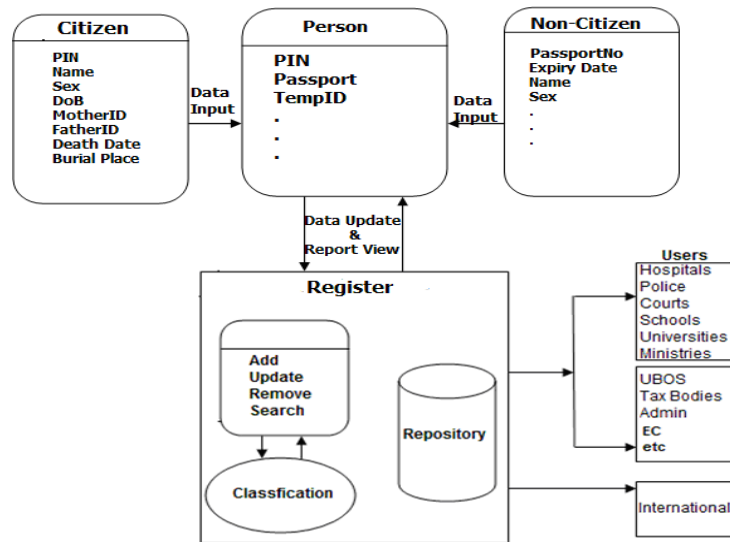 Citizen
PIN
Name
Sex
DoB
MotherID
FatherID
Death Date
Burial Place
Data
Input
Person
PIN
Passport
TempID
.
.
.
Data
Input
Non-Citizen
PassportNo
Expiry Date
Name
Sex
.
.
.
Data Update
&
Report View
Register
Add
Update
Remove
Search
Classfication
Repository
Users
Hospitals
Police
Courts
Schools
Universities
Ministries
UBOS
Tax Bodies
Admin
EC
etc
International